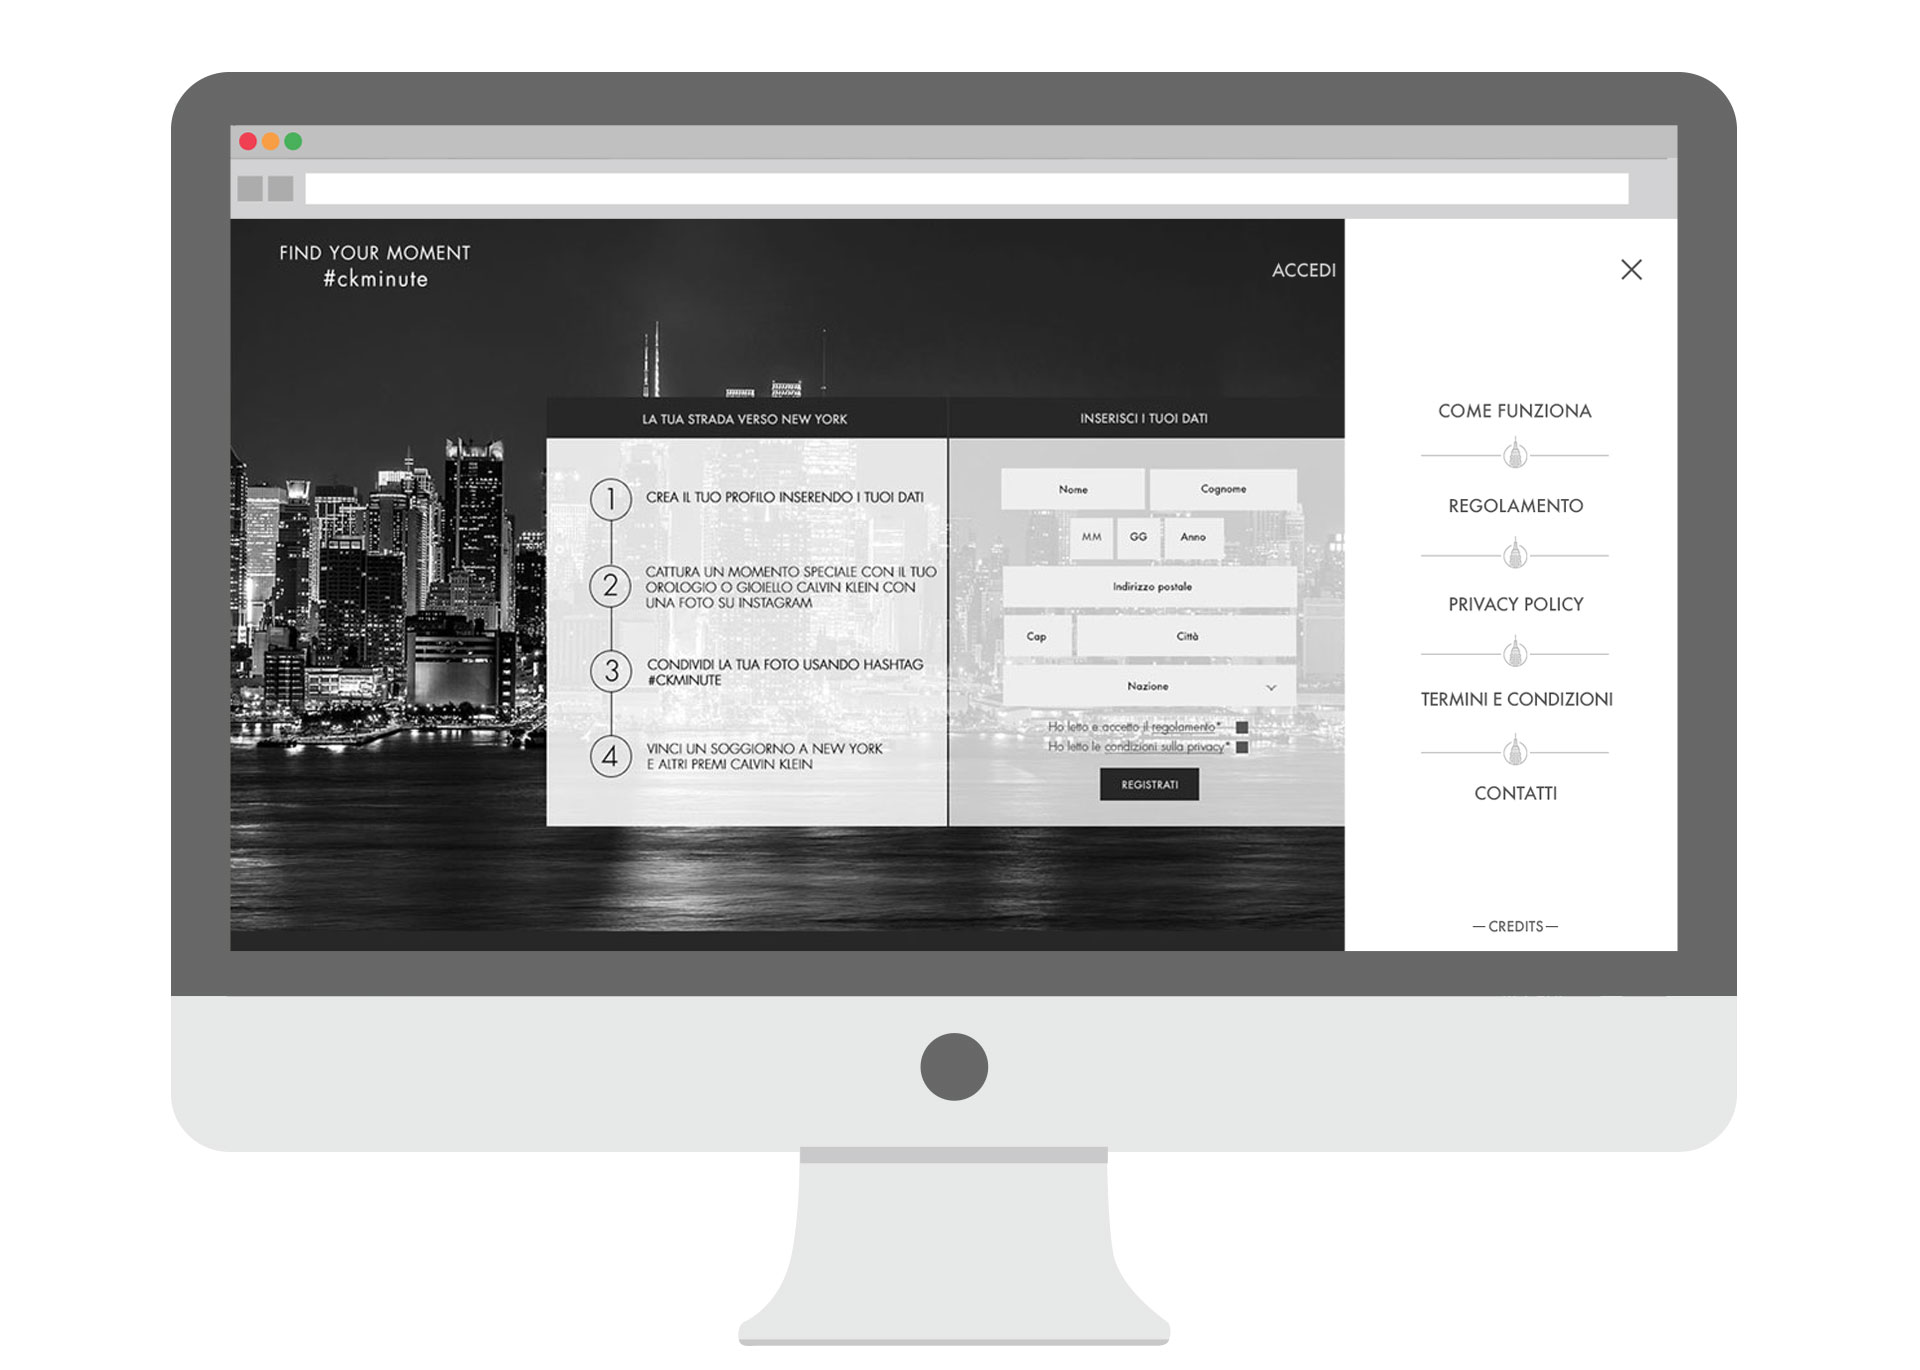 FIND YOUR MOMENT
#ckminute
ACCEDI
LA TUA STRADA VERSO NEW YORK
1 CREA IL TUO PROFILO INSERENDO I TUOI DATI
2 CATTURA UN MOMENTO SPECIALE CON IL TUO
OROLOGIO O GIOIELLO CALVIN KLEIN CON
UNA FOTO SU INSTAGRAM
3 CONDIVIDI LA TUA FOTO USANDO HASHTAG
#CKMINUTE
4 VINCI UN SOGGIORNO A NEW YORK
E ALTRI PREMI CALVIN KLEIN
INSERISCI I TUOI DATI
Nome Cognome
MM GG Anno
Indirizzo postale
Cap Città
Nazione
Ho letto e accetto il regolamento*
Ho letto le condizioni sulla privacy*
REGISTRATI
COME FUNZIONA
REGOLAMENTO
PRIVACY POLICY
TERMINI E CONDIZIONI
CONTATTI
— CREDITS —